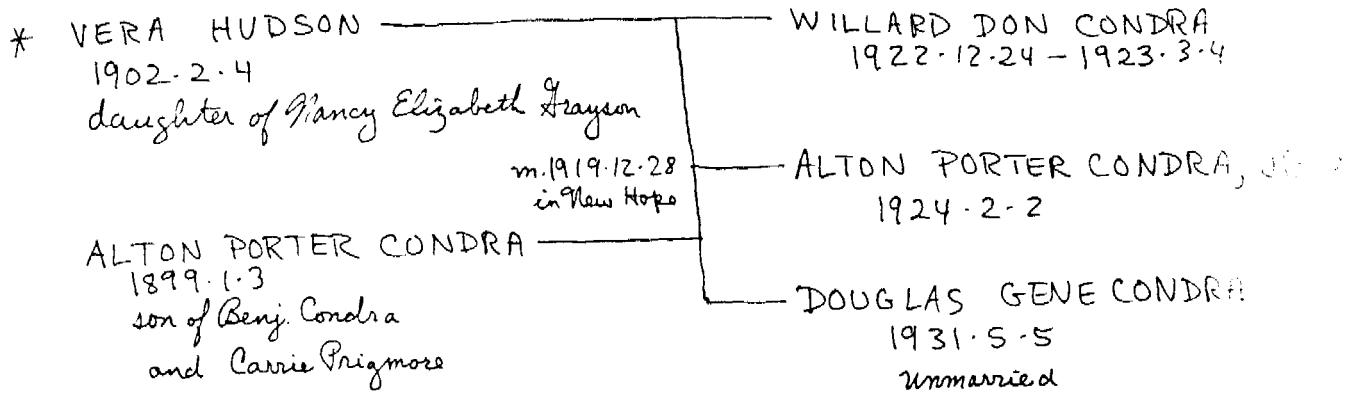 * VERA HUDSON
1902.2.4
daughter of Nancy Elizabeth Grayson
m. 1919.12.28
in New Hope
ALTON PORTER CONDRA
1899.1.3
son of Benj. Condra
and Carrie Prigmore
WILLARD DON CONDRA
1922.12.24 – 1923.3.4
ALTON PORTER CONDRA,
1924.2.2
DOUGLAS GENE CONDRA
1931.5.5
Unmarried